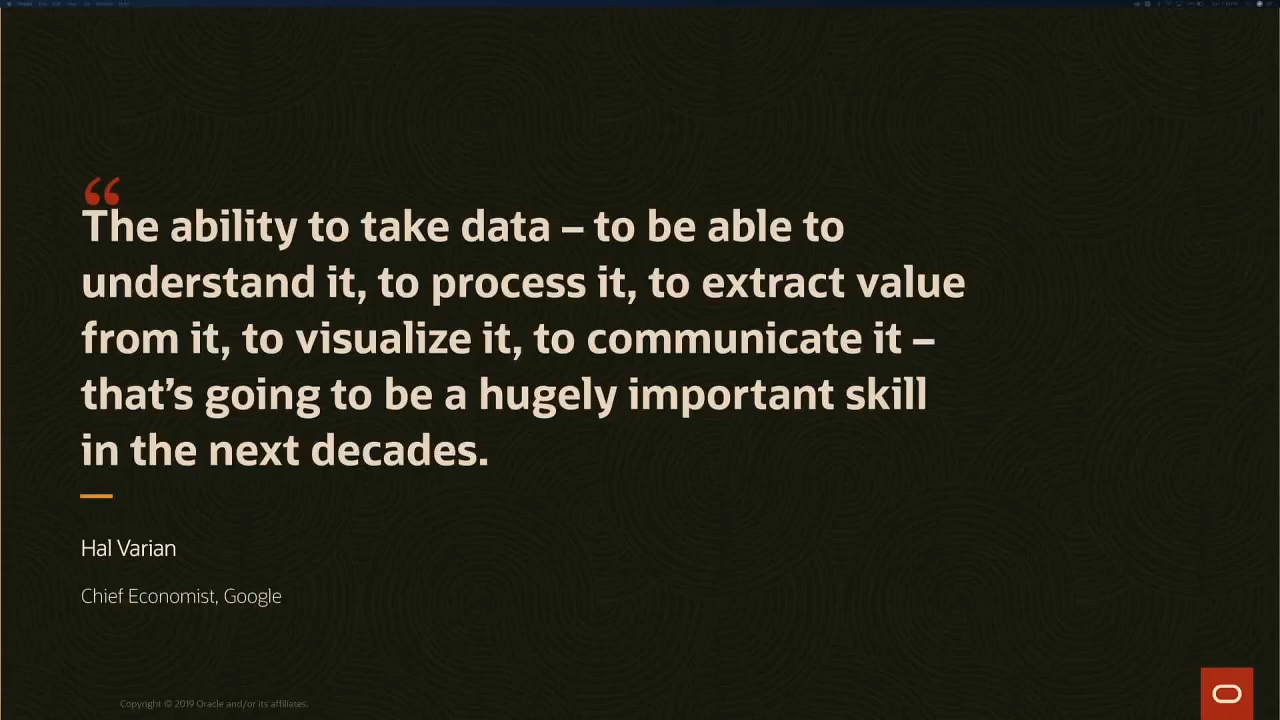 “
The ability to take data – to be able to
understand it, to process it, to extract value
from it, to visualize it, to communicate it –
that’s going to be a hugely important skill
in the next decades.
Hal Varian
Chief Economist, Google
Copyright © 2019 Oracle and/or its affiliates.